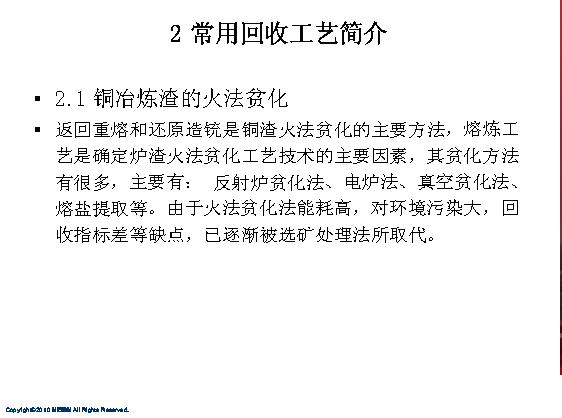 2 常用回收工艺简介
▪ 2.1 铜冶炼渣的火法贫化
▪ 返回重熔和还原造锍是铜渣火法贫化的主要方法，熔炼工
艺是确定炉渣火法贫化工艺技术的主要因素，其贫化方法
有很多，主要有： 反射炉贫化法、电炉法、真空贫化法、
熔盐提取等。由于火法贫化法能耗高，对环境污染大，回
收指标差等缺点，已逐渐被选矿处理法所取代。
Copyright©2010 All Rights Reserved.